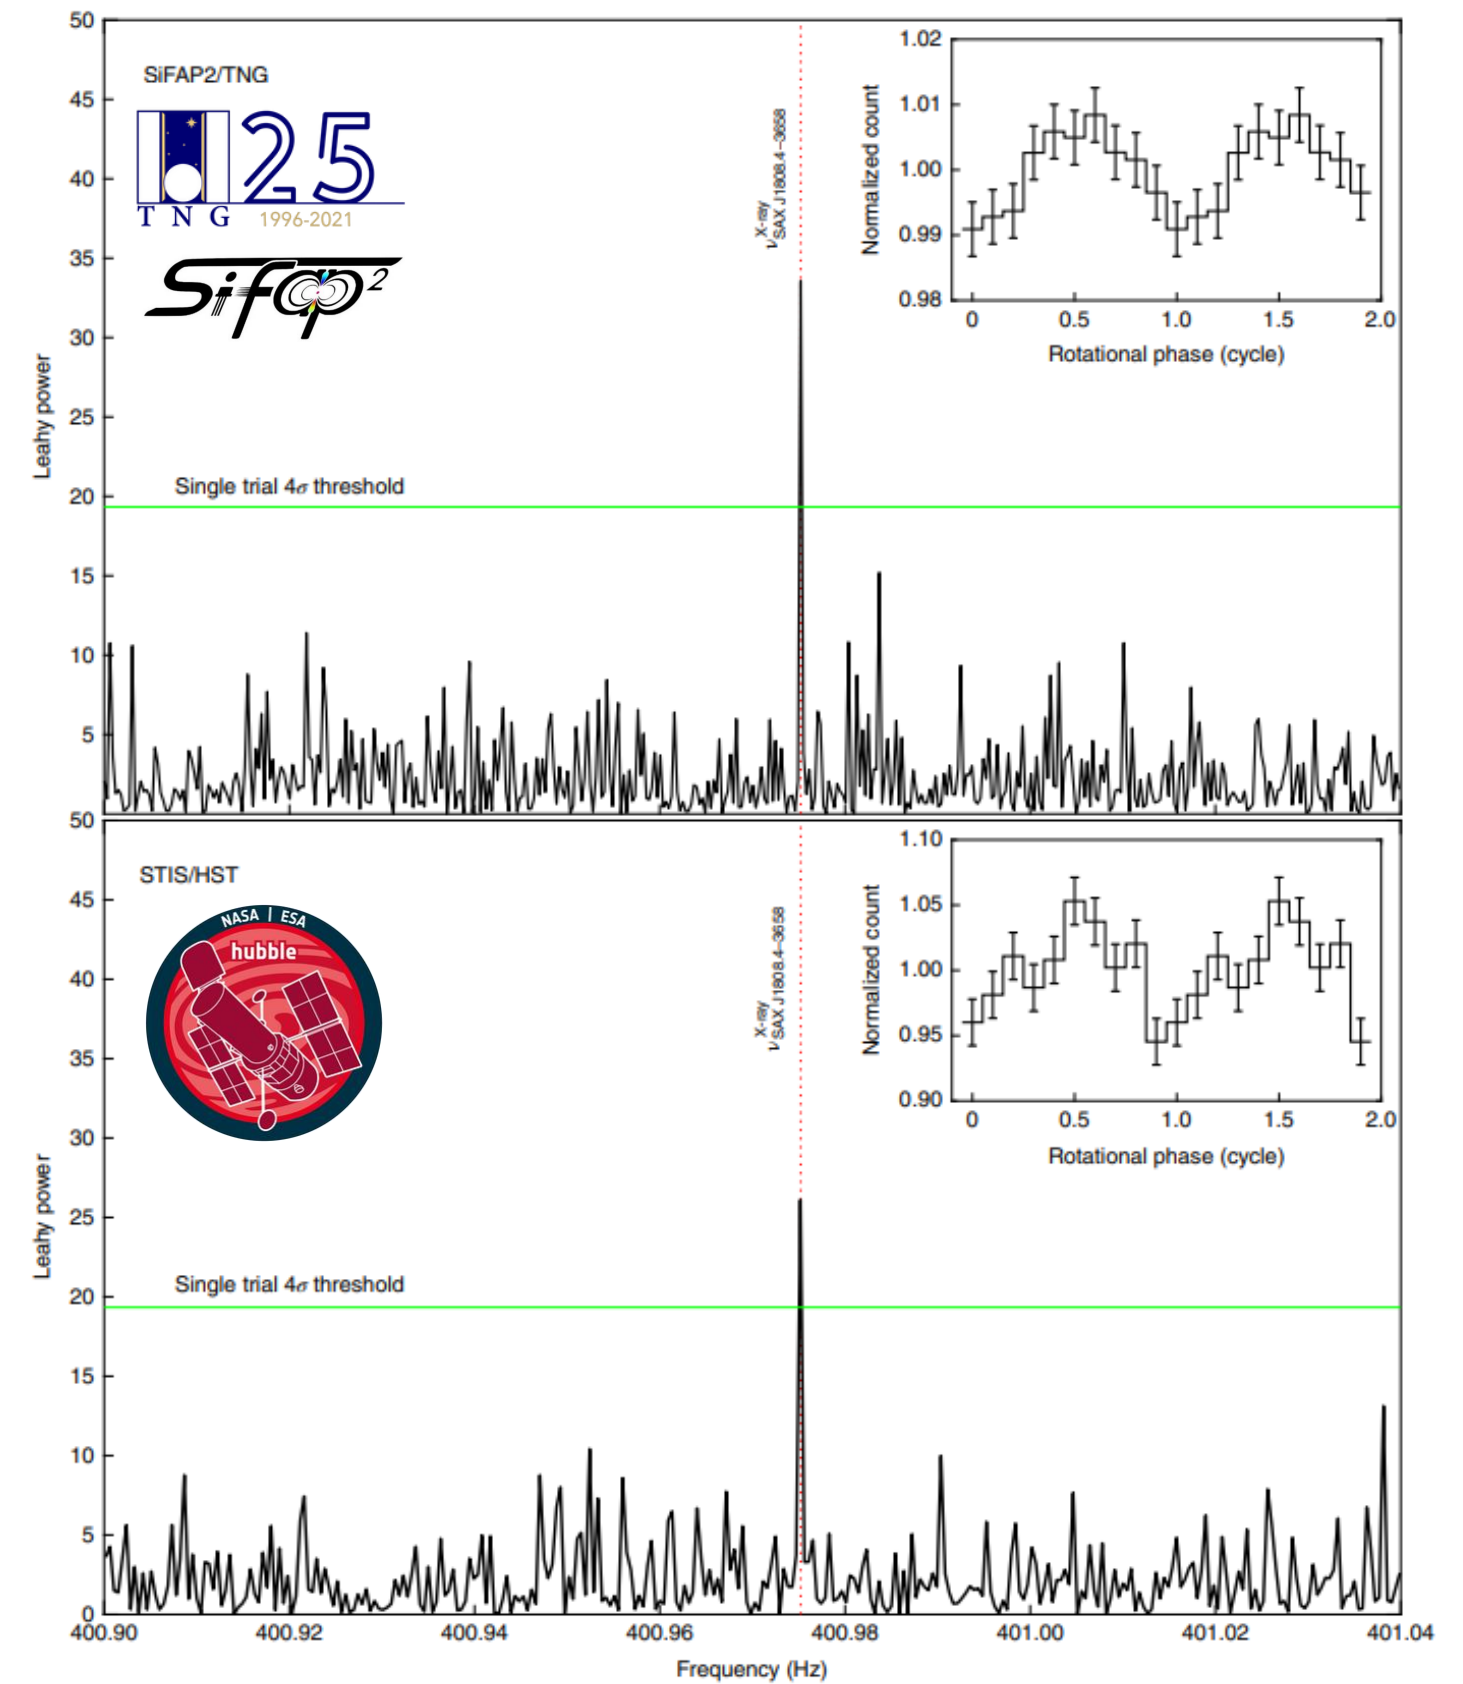 50
SiFAP2/TNG
45
40
35
30
25
20
15
10
5
Leahy power
25
T N G
1996-2021
Sifap2
Single trial 4σ threshold
ν X-ray SAX J1808.4−3658
1.02
1.01
1.00
0.99
0.98
Normalized count
0 0.5 1.0 1.5 2.0
Rotational phase (cycle)
50
STIS/HST
45
40
35
30
25
20
15
10
5
0
Leahy power
NASA | ESA
hubble
Single trial 4σ threshold
ν X-ray SAX J1808.4−3658
1.10
1.05
1.00
0.95
0.90
Normalized count
0 0.5 1.0 1.5 2.0
Rotational phase (cycle)
400.90 400.92 400.94 400.96 400.98 401.00 401.02 401.04
Frequency (Hz)